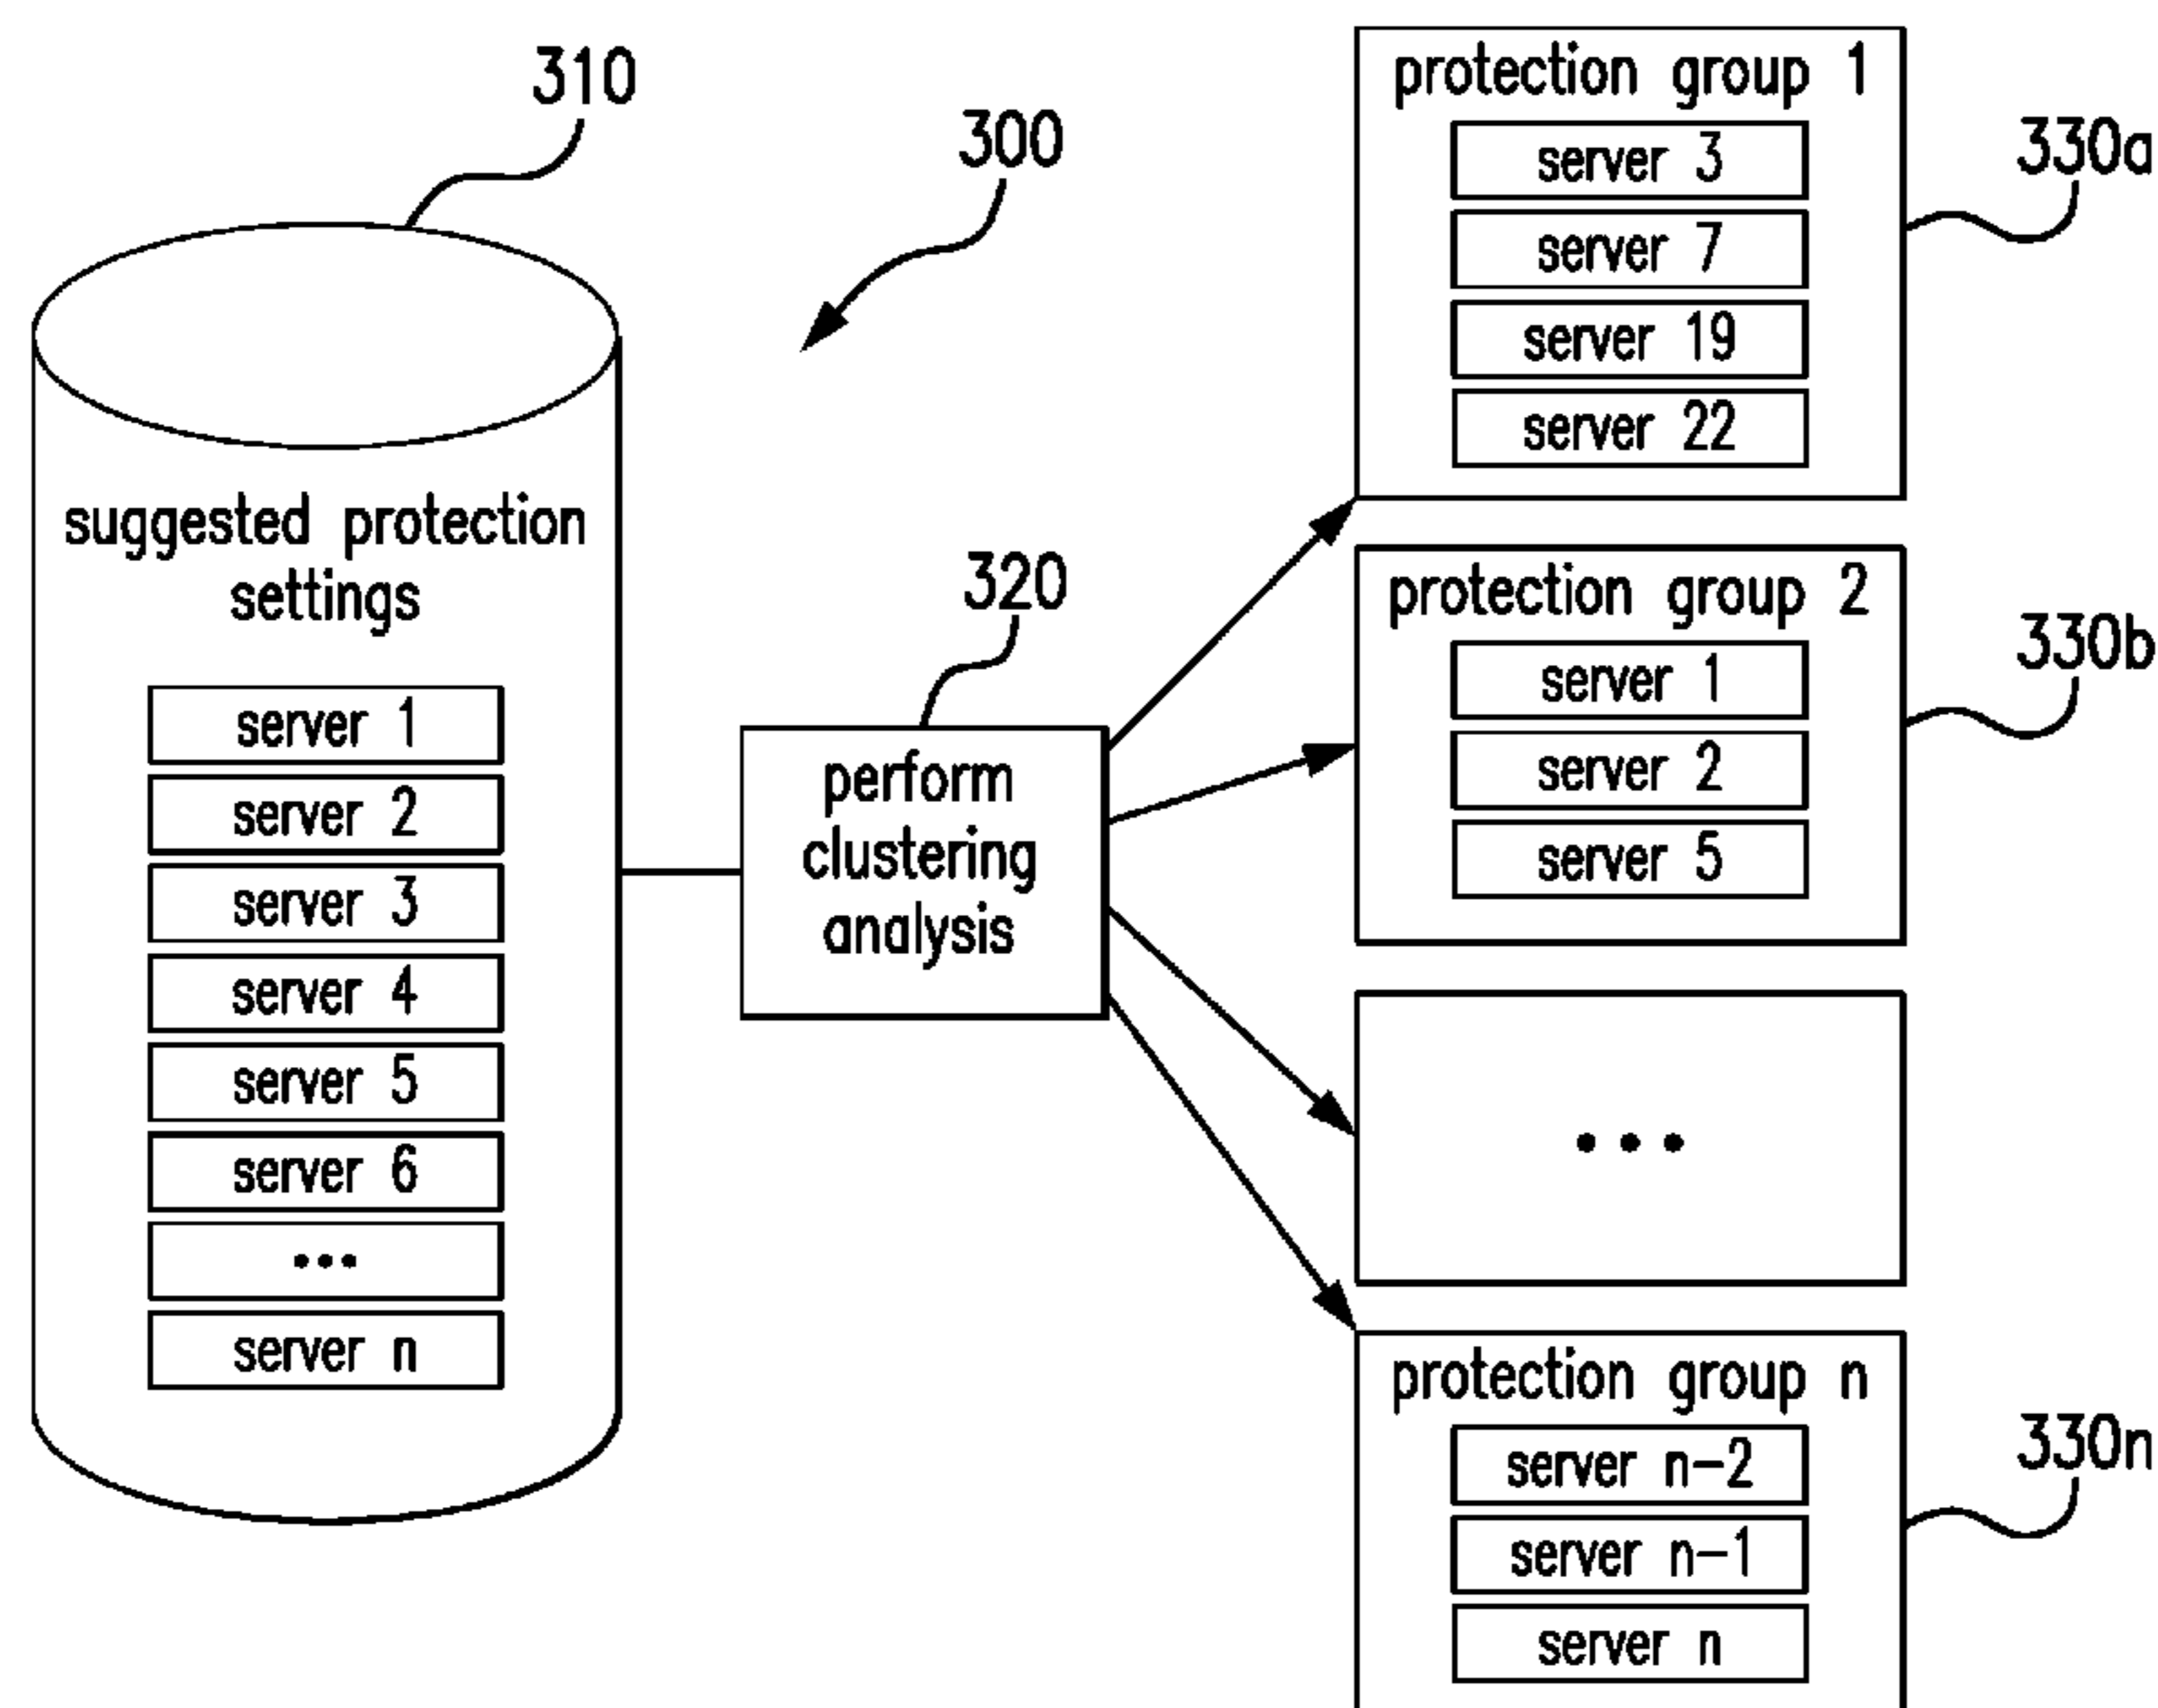 310
300
suggested protection
settings
server 1
server 2
server 3
server 4
server 5
server 6
...
server n
320
perform
clustering
analysis
protection group 1
server 3
server 7
server 19
server 22
330a
protection group 2
server 1
server 2
server 5
330b
...
protection group n
server n-2
server n-1
server n
330n